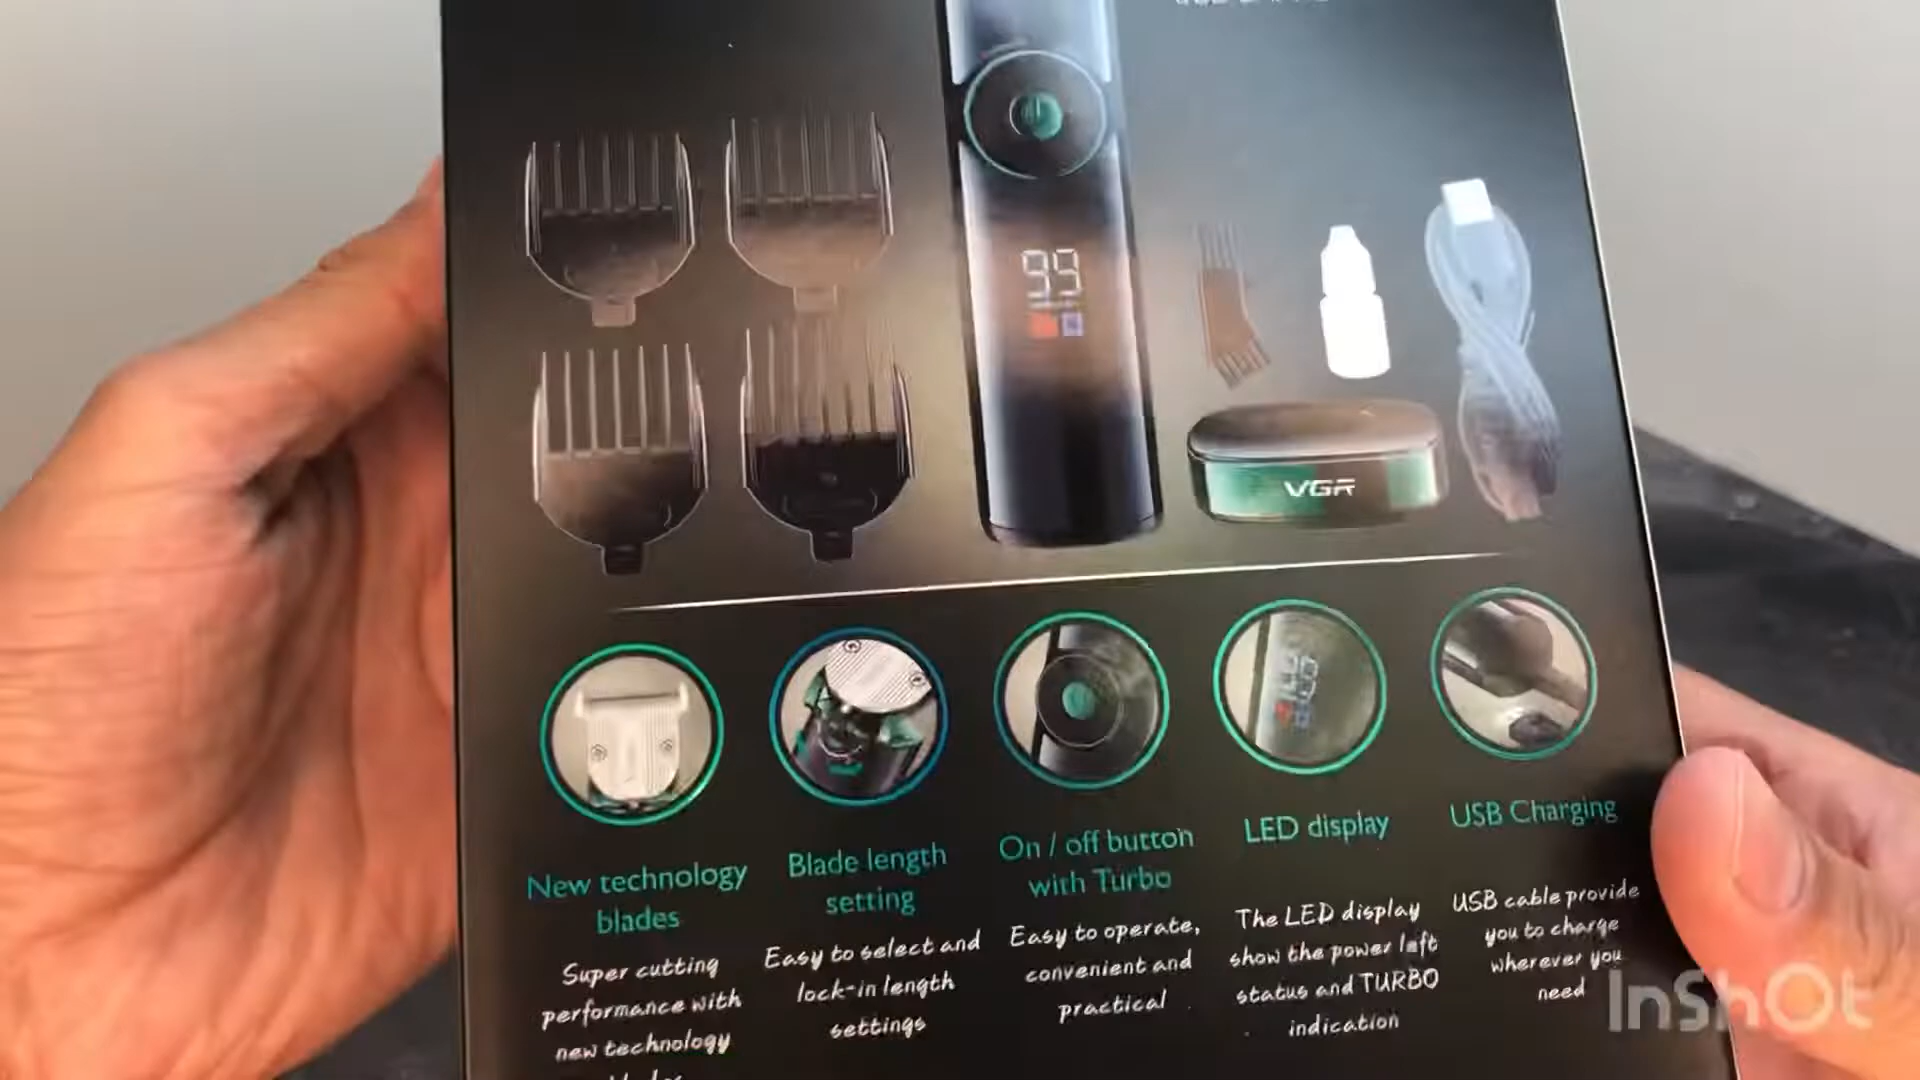 99
VGR
New technology
blades
Super cutting
performance with
new technology
Blade length
setting
Easy to select and
lock-in length
settings
On / off button
with Turbo
Easy to operate,
convenient and
practical
LED display
The LED display
show the power left
status and TURBO
indication
USB Charging
USB cable provide
you to charge
wherever you
need
InShOt